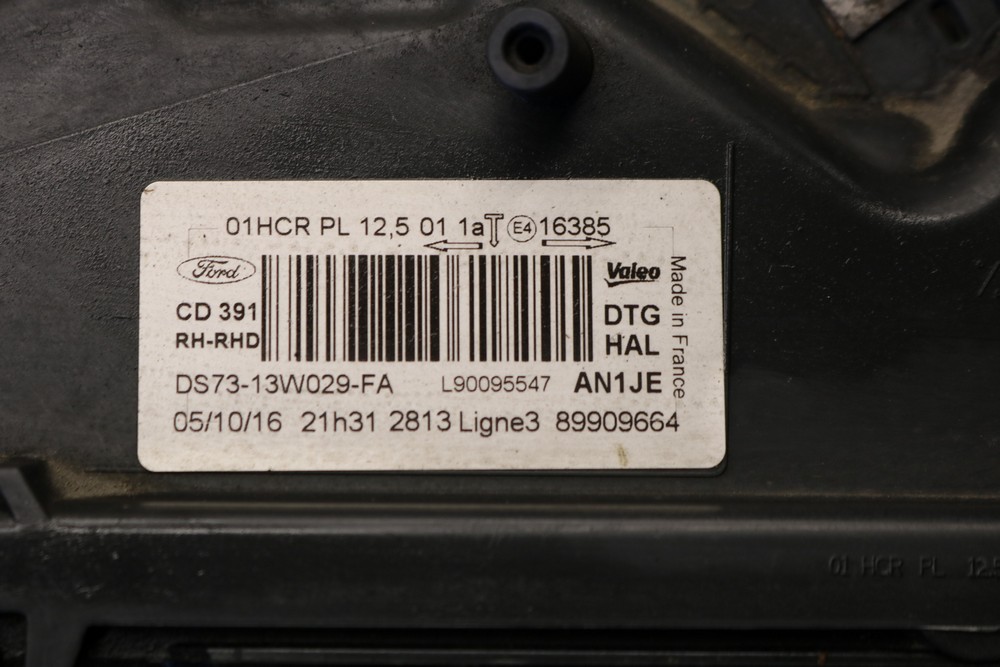 01HCR PL 12,5 01 1a E4 16385
Ford
Valeo
CD 391
DTG
RH-RHD
HAL
Made in France
DS73-13W029-FA L90095547 AN1JE
05/10/16 21h31 2813 Ligne3 89909664
01 HCR PL 12,5